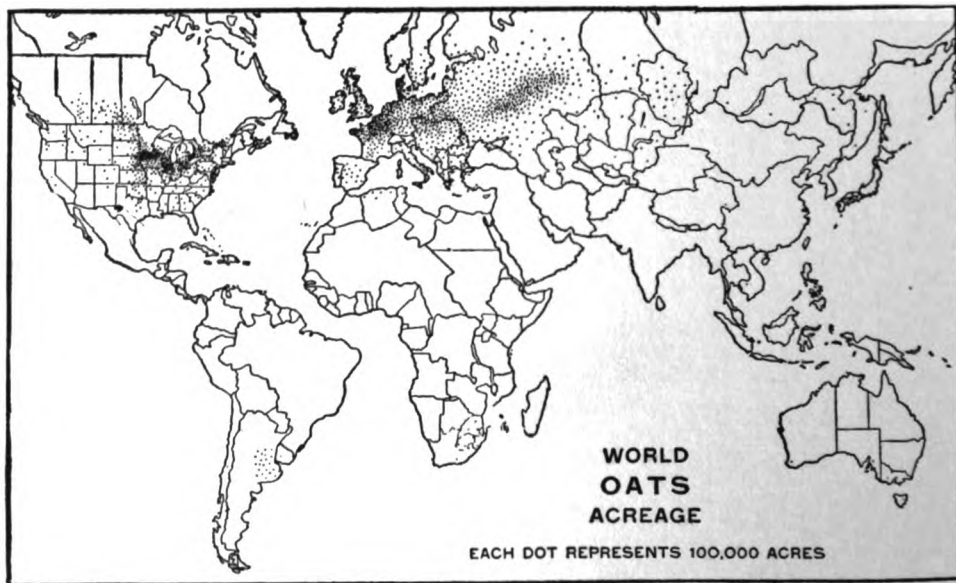 WORLD
OATS
ACREAGE
EACH DOT REPRESENTS 100,000 ACRES